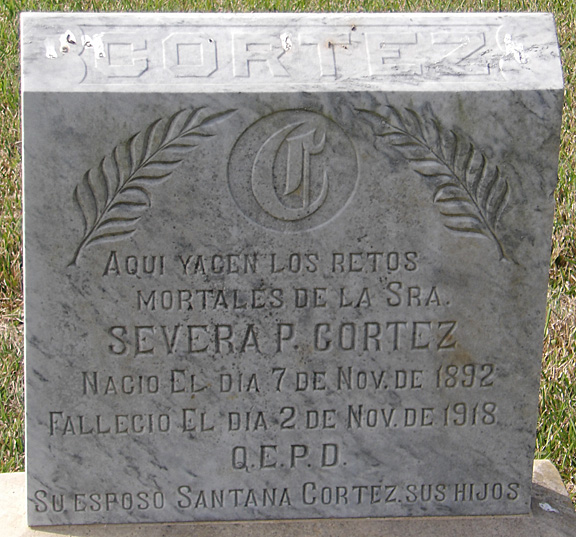 CORTEZ
C
AQUI YACEN LOS RETOS
MORTALES DE LA SRA.
SEVERA P. CORTEZ
NACIO EL DIA 7 DE NOV. DE 1892
FALLECIO EL DIA 2 DE NOV. DE 1918
Q.E.P.D.
SU ESPOSO SANTANA CORTEZ. SUS HIJOS